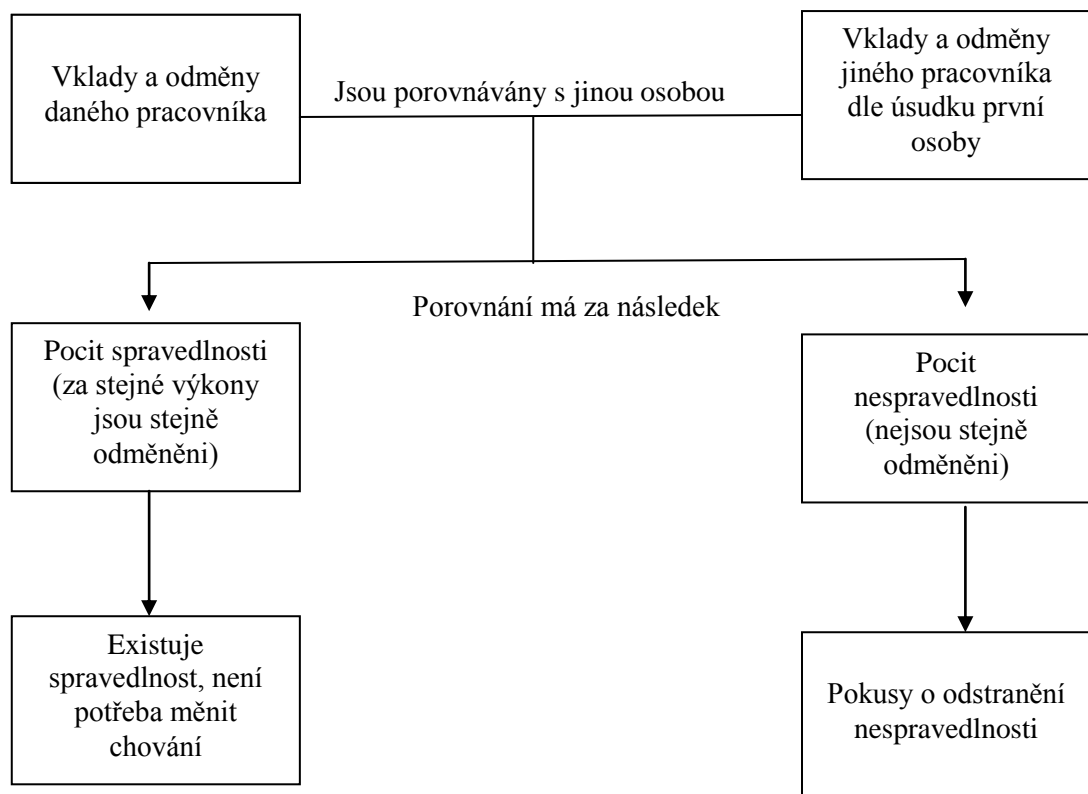 Vklady a odměny
daného pracovníka
Jsou porovnávány s jinou osobou
Vklady a odměny
jiného pracovníka
dle úsudku první
osoby
Porovnání má za následek
Pocit spravedlnosti
(za stejné výkony
jsou stejně
odměněni)
Pocit
nespravedlnosti
(nejsou stejně
odměněni)
Existuje
spravedlnost, není
potřeba měnit
chování
Pokusy o odstranění
nespravedlnosti